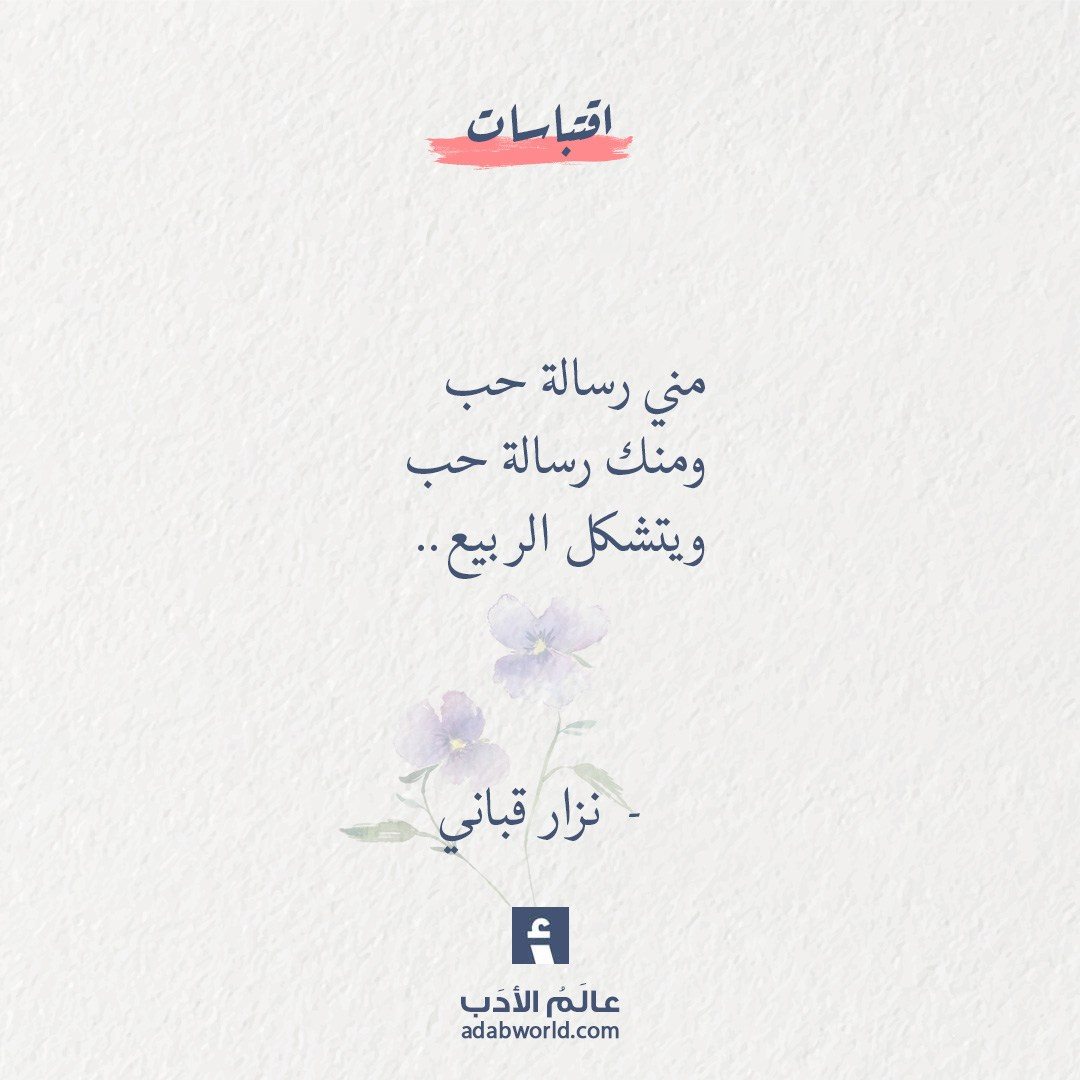 اقتباسات
مني رسالة حب
ومنك رسالة حب
ويتشكل الربيع..
- نزار قباني
أ
عالَمُ الأدَب
adabworld.com